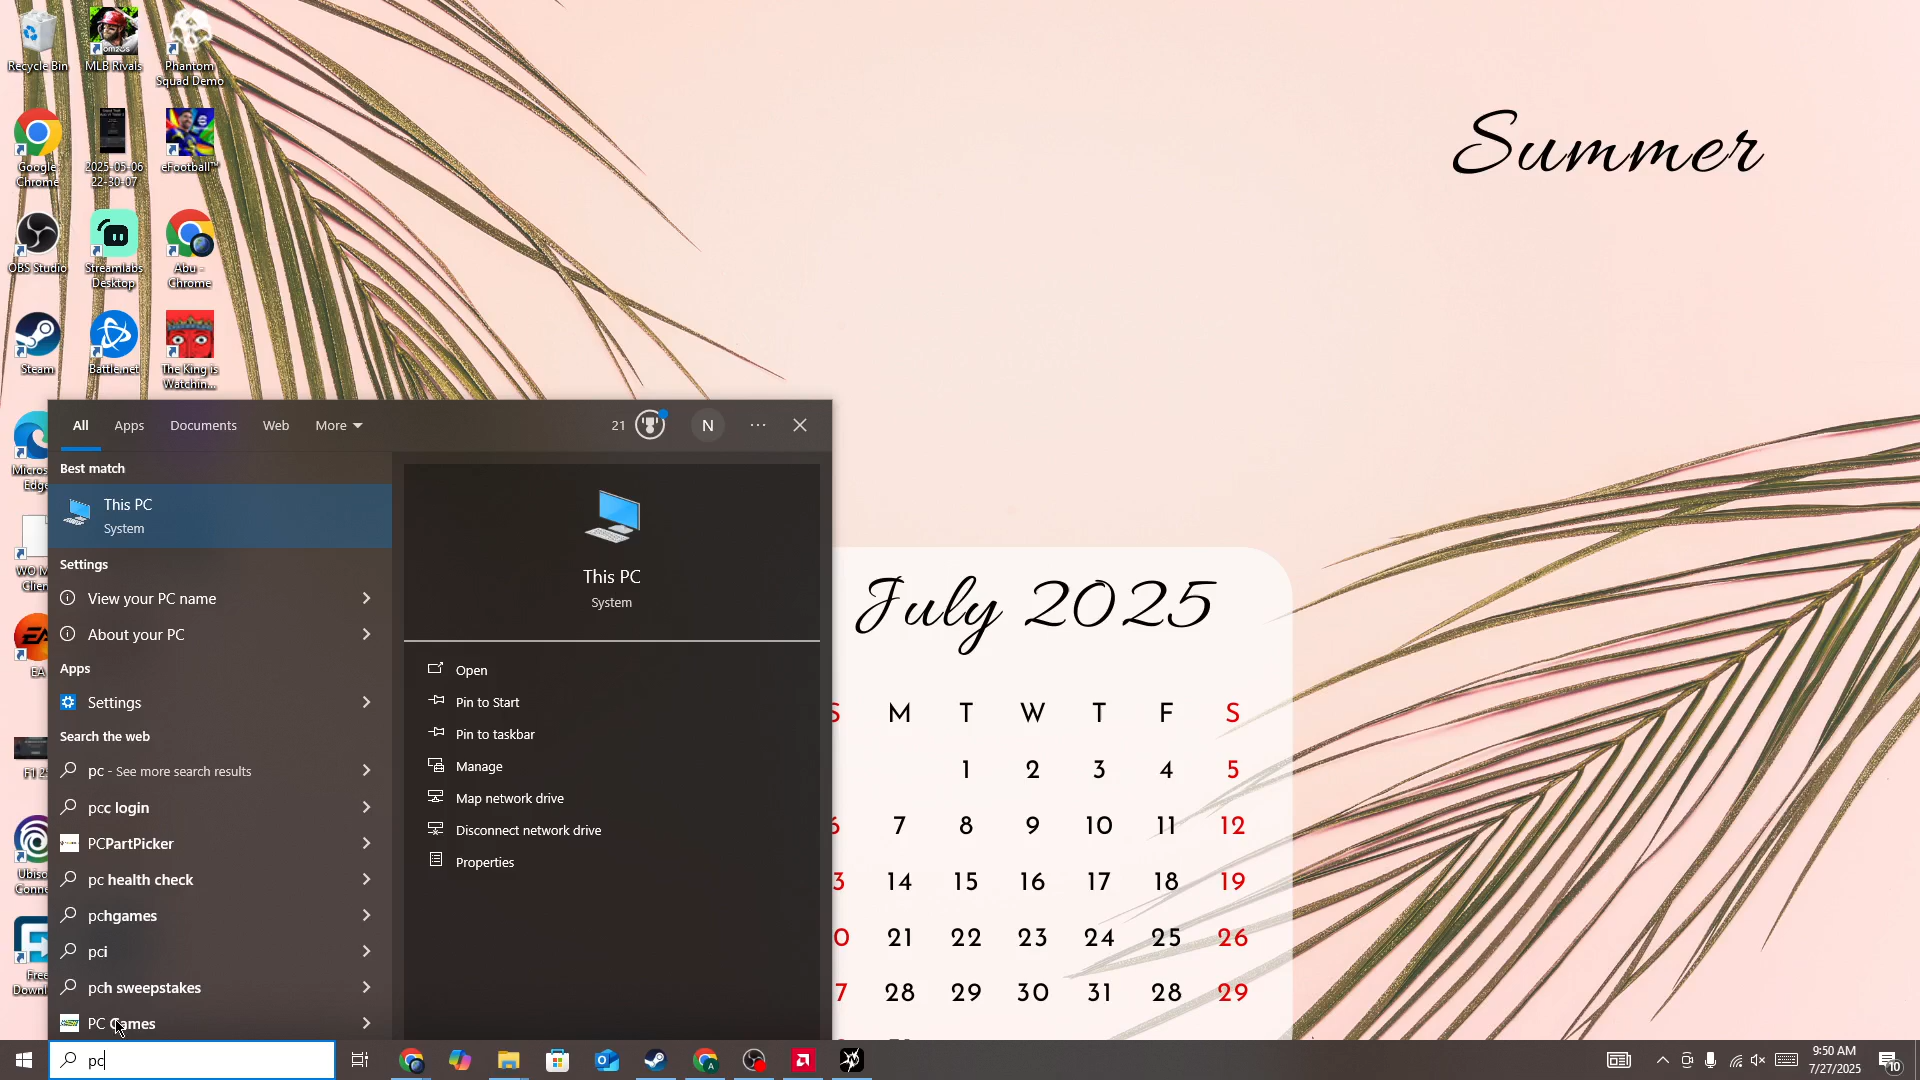 Recycle Bin
MLB Rivals
Phantom
Squad Demo
Google
Chrome
2025-05-06
22-30-07
eFootball™
OBS Studio
Streamlabs
Desktop
Abu -
Chrome
Steam
Battle.net
The King is
Watchin...
Summer
All
Apps
Documents
Web
More
21
N
Best match
This PC
System
Settings
View your PC name
About your PC
Apps
Settings
Search the web
pc - See more search results
pcc login
PCPartPicker
pc health check
pchgames
pci
pch sweepstakes
PC Games
This PC
System
Open
Pin to Start
Pin to taskbar
Manage
Map network drive
Disconnect network drive
Properties
EA
July 2025
S M T W T F S
1 2 3 4 5
6 7 8 9 10 11 12
14 15 16 17 18 19
21 22 23 24 25 26
28 29 30 31 28 29
pc
9:50 AM
7/27/2025
10